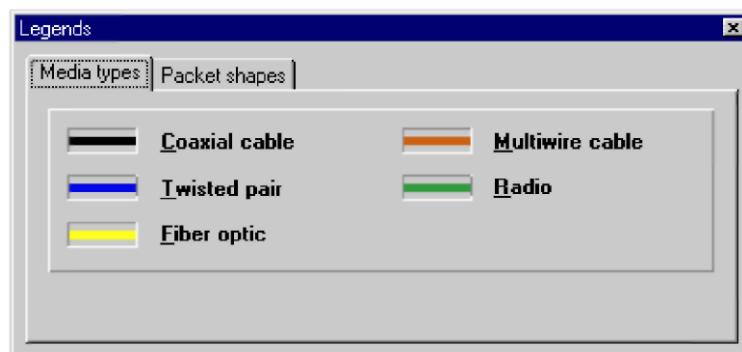 Legends
Media types Packet shapes
Coaxial cable Multiwire cable
Twisted pair Radio
Fiber optic